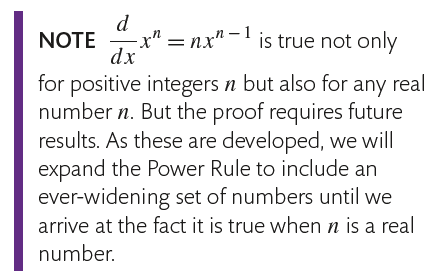 NOTE d/dx xⁿ = nxⁿ⁻¹ is true not only
for positive integers n but also for any real
number n. But the proof requires future
results. As these are developed, we will
expand the Power Rule to include an
ever-widening set of numbers until we
arrive at the fact it is true when n is a real
number.